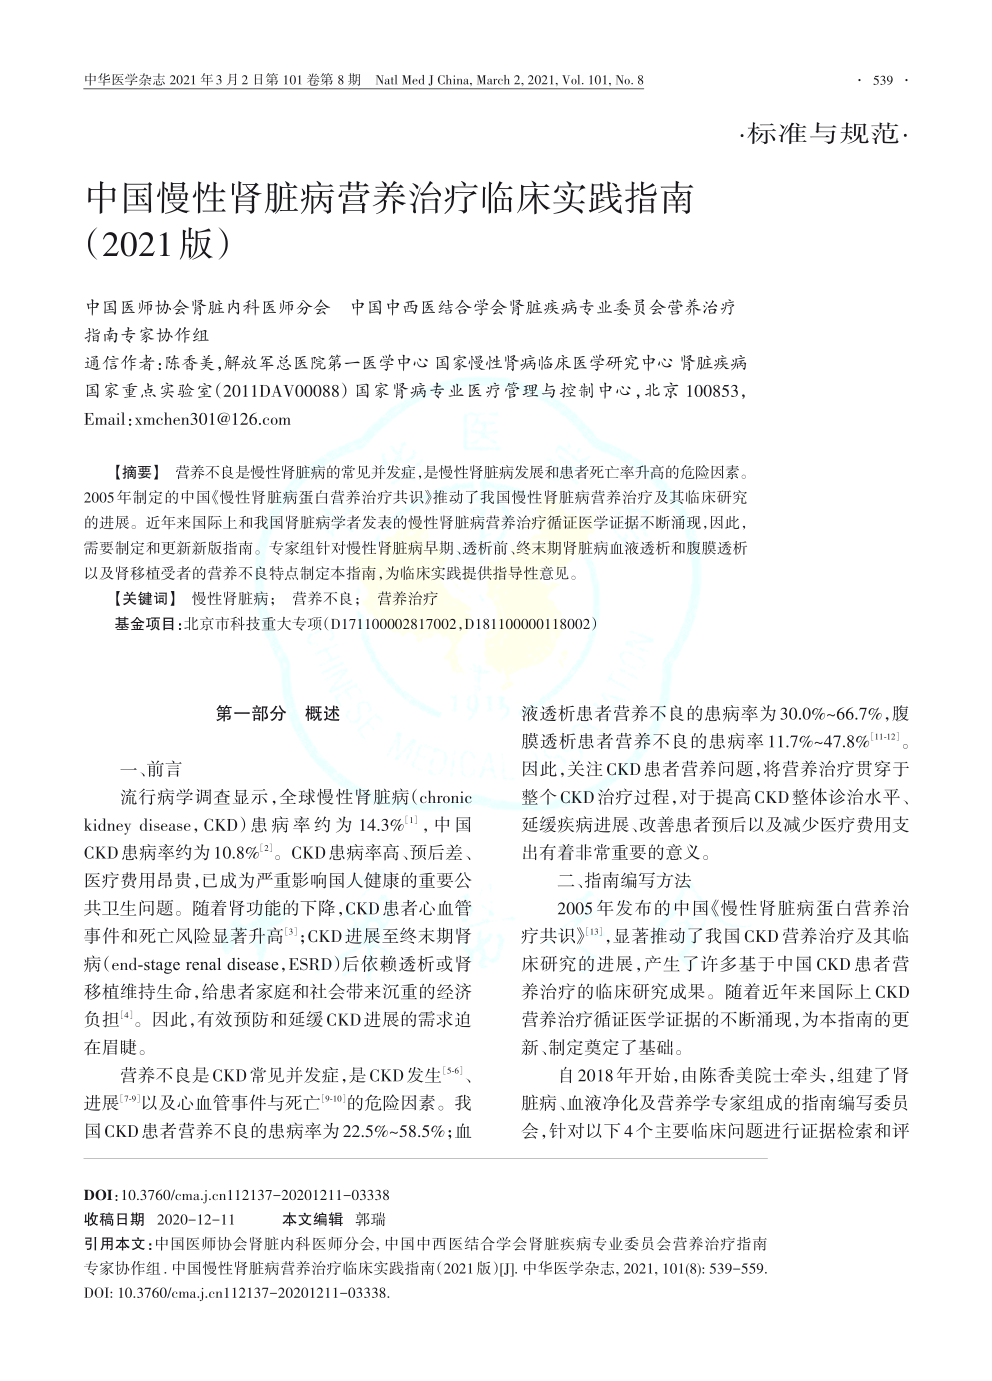 中华医学杂志 2021 年 3 月 2 日第 101 卷第 8 期　Natl Med J China, March 2, 2021, Vol. 101, No. 8
· 539 ·
·标准与规范·
中国慢性肾脏病营养治疗临床实践指南
（2021 版）
中国医师协会肾脏内科医师分会　中国中西医结合学会肾脏疾病专业委员会营养治疗
指南专家协作组
通信作者：陈香美，解放军总医院第一医学中心 国家慢性肾病临床医学研究中心 肾脏疾病
国家重点实验室（2011DAV00088）国家肾病专业医疗管理与控制中心，北京 100853，
Email：xmchen301@126.com
【摘要】　营养不良是慢性肾脏病的常见并发症，是慢性肾脏病发展和患者死亡率升高的危险因素。
2005 年制定的中国《慢性肾脏病蛋白营养治疗共识》推动了我国慢性肾脏病营养治疗及其临床研究
的进展。近年来国际上和我国肾脏病学者发表的慢性肾脏病营养治疗循证医学证据不断涌现，因此，
需要制定和更新新版指南。专家组针对慢性肾脏病早期、透析前、终末期肾脏病血液透析和腹膜透析
以及肾移植受者的营养不良特点制定本指南，为临床实践提供指导性意见。
【关键词】　慢性肾脏病；　营养不良；　营养治疗
基金项目：北京市科技重大专项（D171100002817002，D181100000118002）
第一部分　概述
一、前言
流行病学调查显示，全球慢性肾脏病（chronic
kidney disease，CKD）患病率约为 14.3%[1]，中国
CKD 患病率约为 10.8%[2]。CKD 患病率高、预后差、
医疗费用昂贵，已成为严重影响国人健康的重要公
共卫生问题。随着肾功能的下降，CKD 患者心血管
事件和死亡风险显著升高[3]；CKD 进展至终末期肾
病（end-stage renal disease，ESRD）后依赖透析或肾
移植维持生命，给患者家庭和社会带来沉重的经济
负担[4]。因此，有效预防和延缓 CKD 进展的需求迫
在眉睫。
营养不良是 CKD 常见并发症，是 CKD 发生[5-6]、
进展[7-9]以及心血管事件与死亡[9-10]的危险因素。我
国 CKD 患者营养不良的患病率为 22.5%~58.5%；血
液透析患者营养不良的患病率为 30.0%~66.7%，腹
膜透析患者营养不良的患病率 11.7%~47.8%[11-12]。
因此，关注 CKD 患者营养问题，将营养治疗贯穿于
整个 CKD 治疗过程，对于提高 CKD 整体诊治水平、
延缓疾病进展、改善患者预后以及减少医疗费用支
出有着非常重要的意义。
二、指南编写方法
2005 年发布的中国《慢性肾脏病蛋白营养治
疗共识》[13]，显著推动了我国 CKD 营养治疗及其临
床研究的进展，产生了许多基于中国 CKD 患者营
养治疗的临床研究成果。随着近年来国际上 CKD
营养治疗循证医学证据的不断涌现，为本指南的更
新、制定奠定了基础。
自 2018 年开始，由陈香美院士牵头，组建了肾
脏病、血液净化及营养学专家组成的指南编写委员
会，针对以下 4 个主要临床问题进行证据检索和评
DOI：10.3760/cma.j.cn112137-20201211-03338
收稿日期　2020-12-11　　本文编辑　郭瑞
引用本文：中国医师协会肾脏内科医师分会, 中国中西医结合学会肾脏疾病专业委员会营养治疗指南
专家协作组 . 中国慢性肾脏病营养治疗临床实践指南（2021 版）[J]. 中华医学杂志, 2021, 101(8): 539-559.
DOI: 10.3760/cma.j.cn112137-20201211-03338.